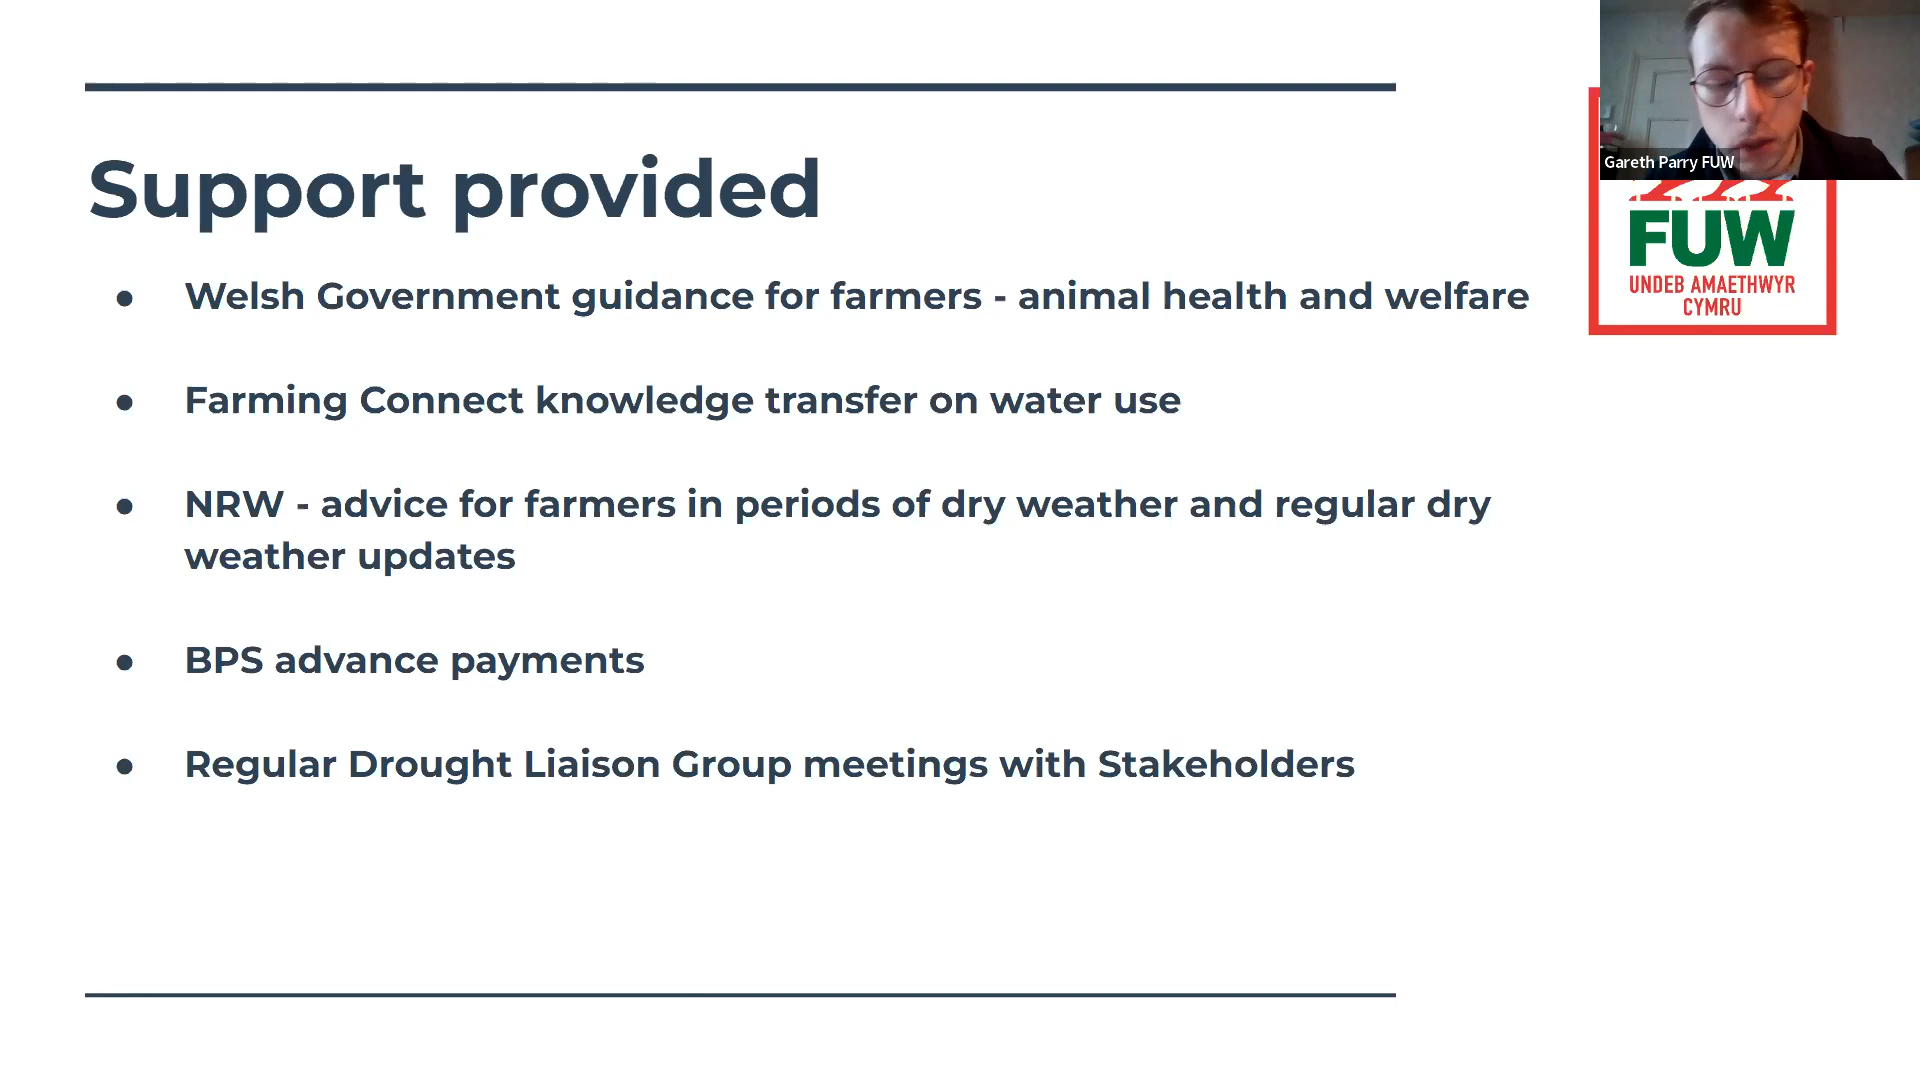 Support provided
● Welsh Government guidance for farmers - animal health and welfare
● Farming Connect knowledge transfer on water use
● NRW - advice for farmers in periods of dry weather and regular dry
weather updates
● BPS advance payments
● Regular Drought Liaison Group meetings with Stakeholders
Gareth Parry FUW
FUW
UNDEB AMAETHWYR
CYMRU